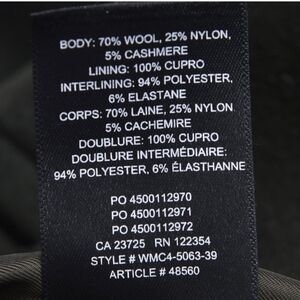 BODY: 70% WOOL, 25% NYLON,
5% CASHMERE
LINING: 100% CUPRO
INTERLINING: 94% POLYESTER,
6% ELASTANE
CORPS: 70% LAINE, 25% NYLON
5% CACHEMIRE
DOUBLURE: 100% CUPRO
DOUBLURE INTERMÉDIAIRE:
94% POLYESTER, 6% ÉLASTHANNE
PO 4500112970
PO 4500112971
PO 4500112972
CA 23725 RN 122354
STYLE # WMC4-5063-39
ARTICLE # 48560